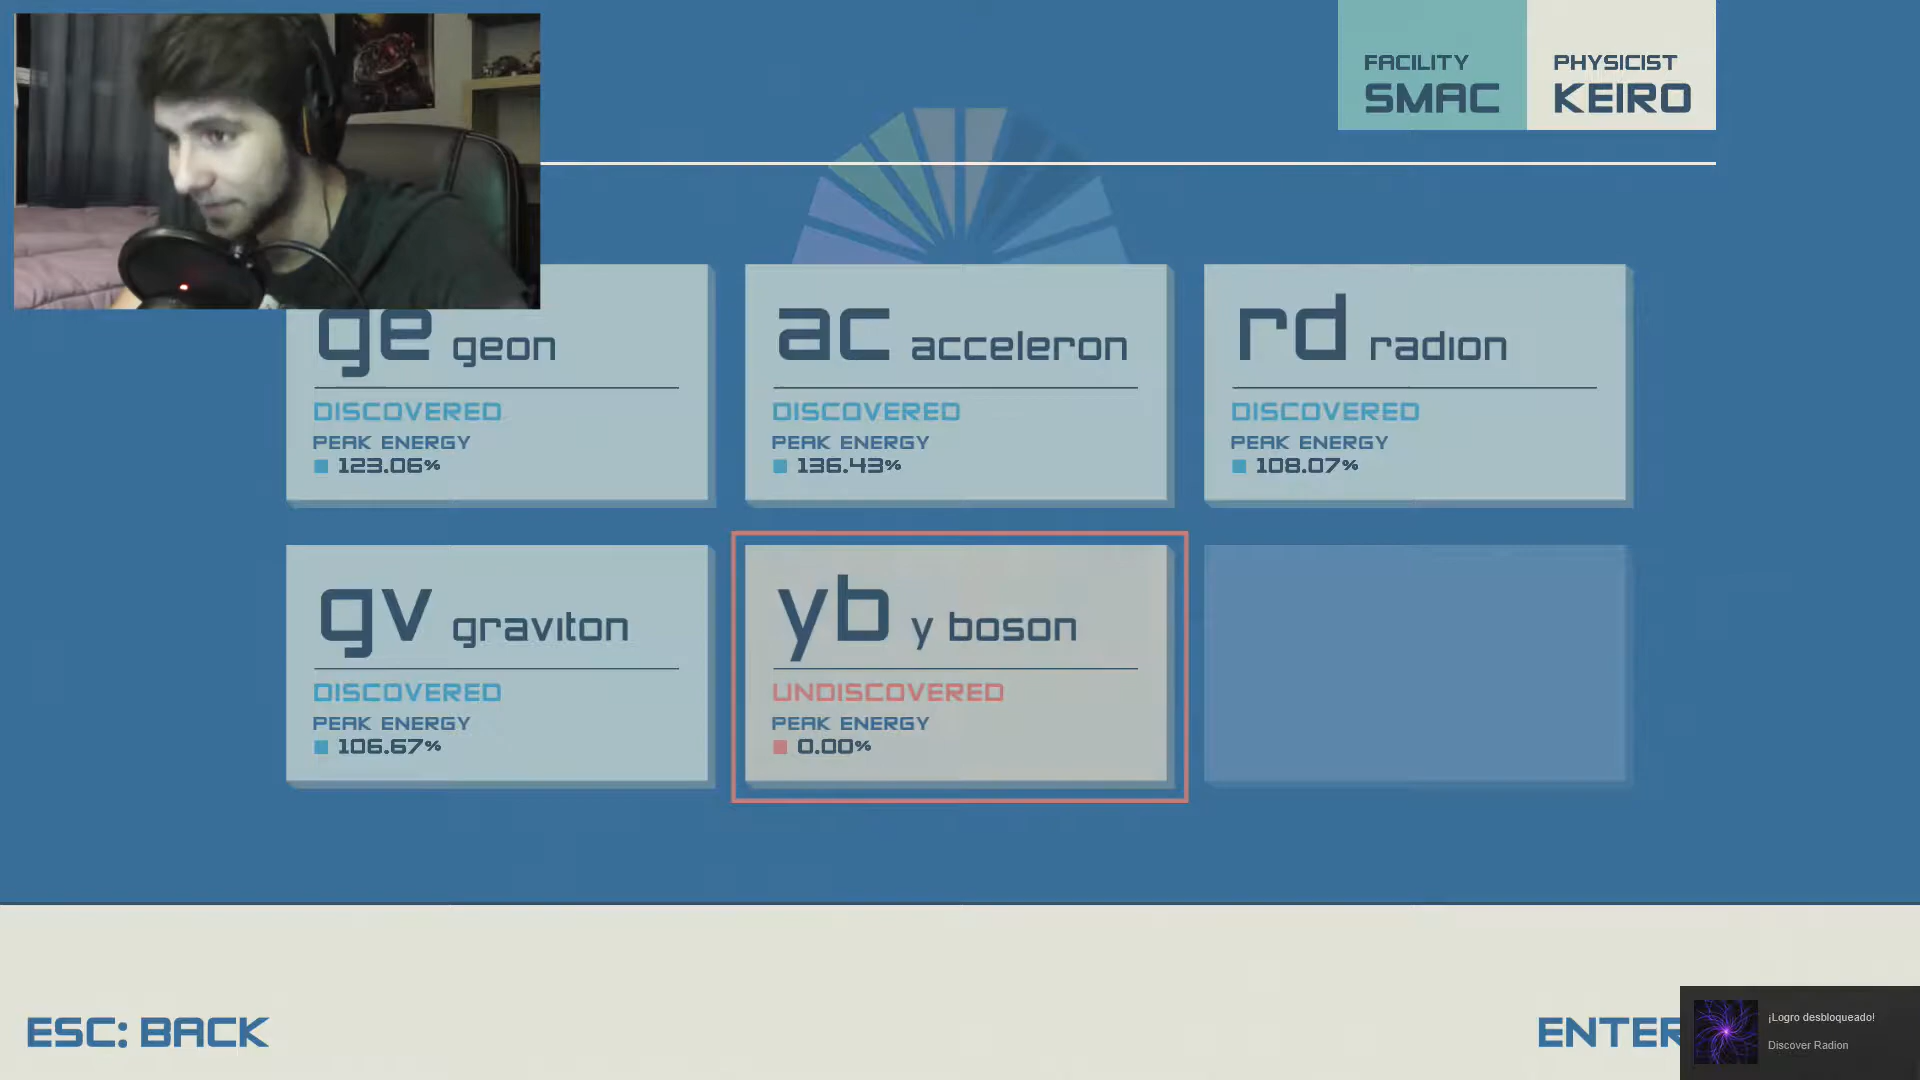 FACILITY
SMAC
PHYSICIST
KEIRO
ge geon
DISCOVERED
PEAK ENERGY
123.06%
ac acceleron
DISCOVERED
PEAK ENERGY
136.43%
rd radion
DISCOVERED
PEAK ENERGY
108.07%
gv graviton
DISCOVERED
PEAK ENERGY
106.67%
yb y boson
UNDISCOVERED
PEAK ENERGY
0.00%
ESC: BACK
ENTER
¡Logro desbloqueado!
Discover Radion